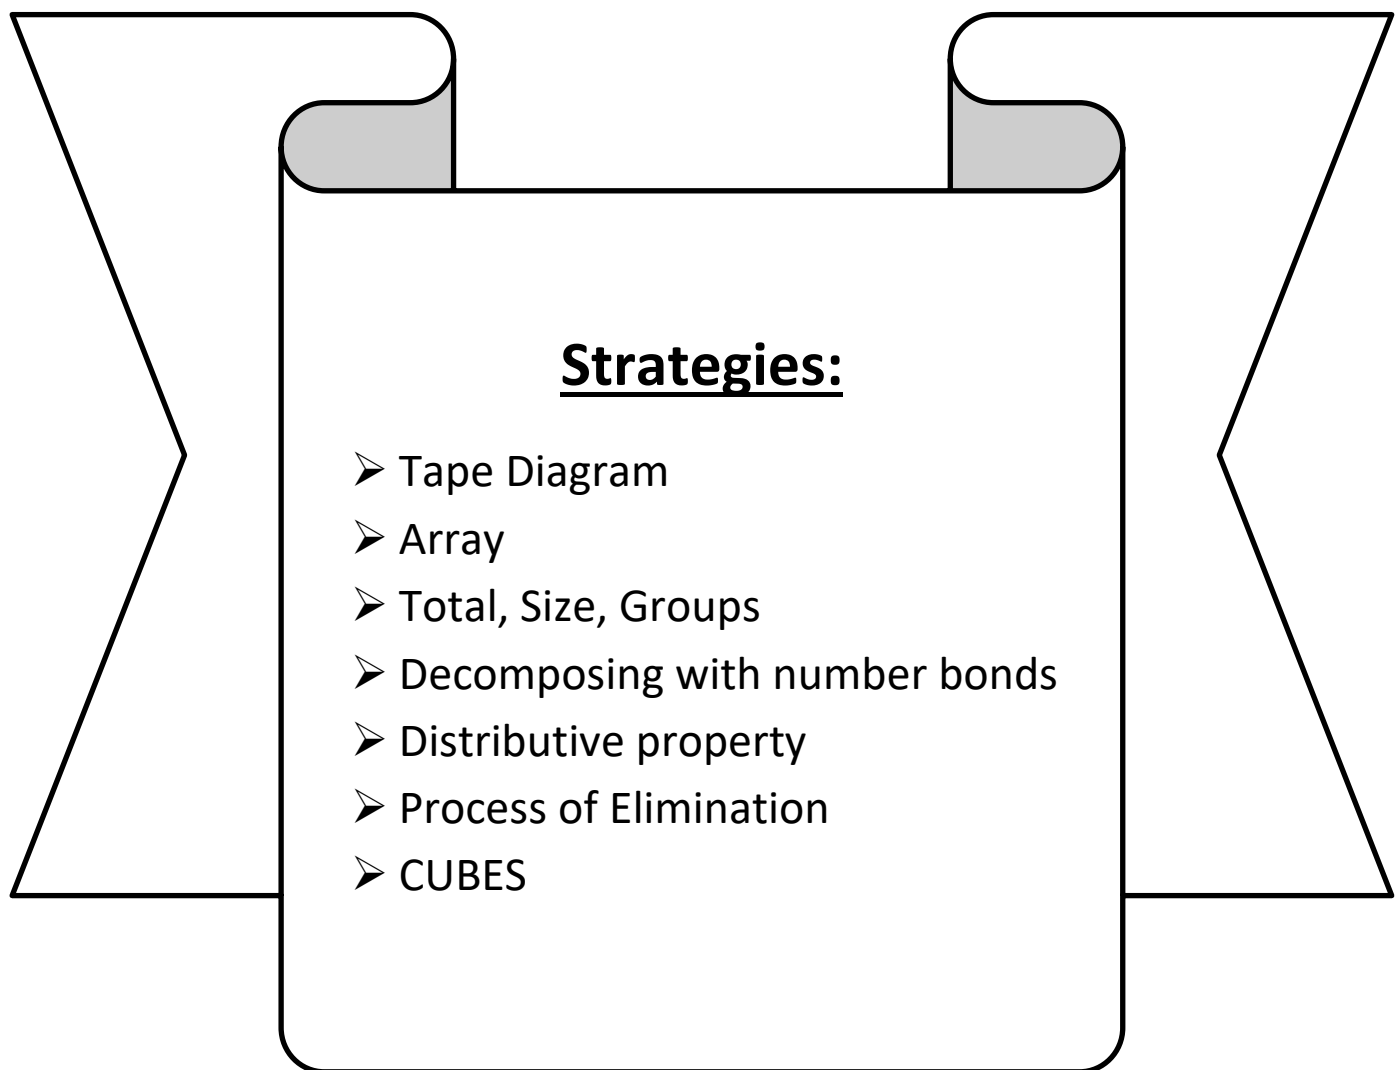 Strategies:
➢ Tape Diagram
➢ Array
➢ Total, Size, Groups
➢ Decomposing with number bonds
➢ Distributive property
➢ Process of Elimination
➢ CUBES